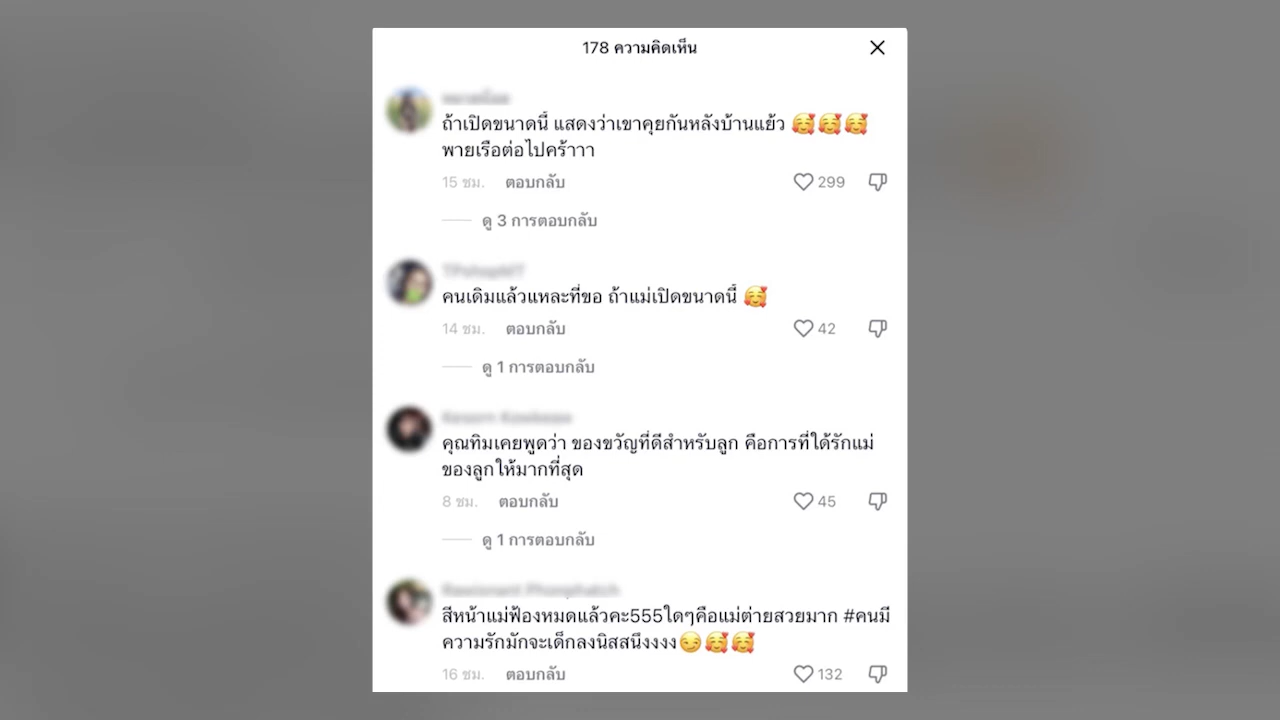 178 ความคิดเห็น
ถ้าเปิดขนาดนี้ แสดงว่าเขาคุยกันหลังบ้านแย้ว 🥰🥰🥰
พายเรือต่อไปคร้าาา
15 ชม. ตอบกลับ 299
ดู 3 การตอบกลับ
คนเดิมแล้วแหละที่ขอ ถ้าแม่เปิดขนาดนี้ 🥰
14 ชม. ตอบกลับ 42
ดู 1 การตอบกลับ
คุณทิมเคยพูดว่า ของขวัญที่ดีสำหรับลูก คือการที่ได้รักแม่
ของลูกให้มากที่สุด
8 ชม. ตอบกลับ 45
ดู 1 การตอบกลับ
สีหน้าแม่ฟ้องหมดแล้วคะ555ใดๆคือแม่ต่ายสวยมาก #คนมี
ความรักมักจะเด็กลงนิสสนึงงงง😏🥰🥰
16 ชม. ตอบกลับ 132